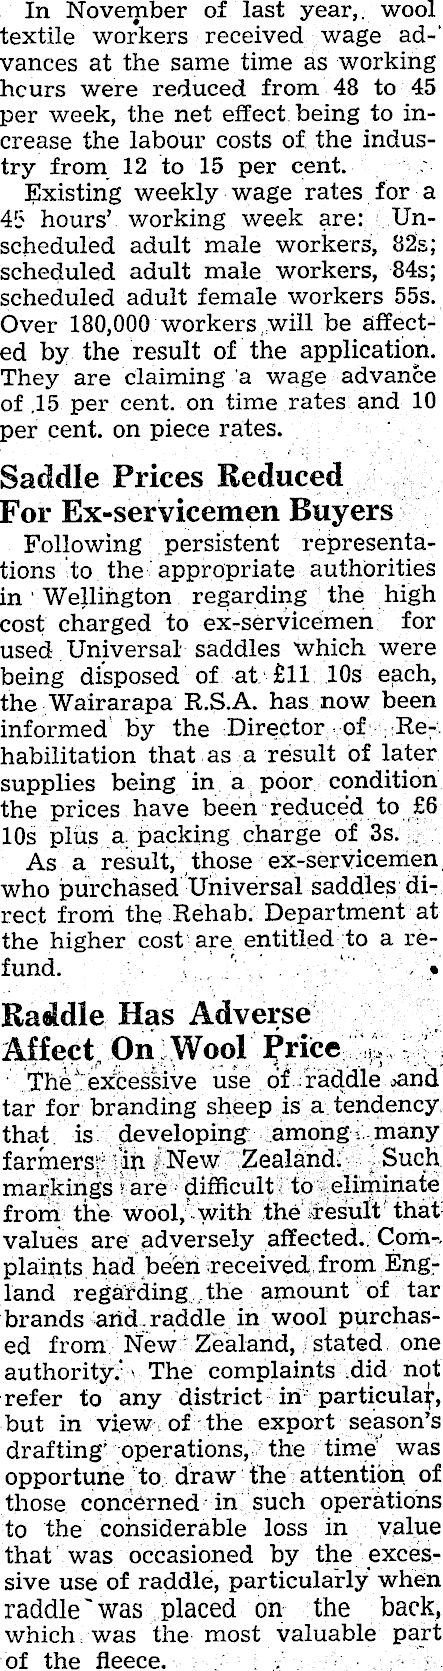 In November of last year, wool
textile workers received wage ad-
vances at the same time as working
hours were reduced from 48 to 45
per week, the net effect being to in-
crease the labour costs of the indus-
try from 12 to 15 per cent.
Existing weekly wage rates for a
45 hours' working week are: Un-
scheduled adult male workers, 82s;
scheduled adult male workers, 84s;
scheduled adult female workers 55s.
Over 180,000 workers will be affect-
ed by the result of the application.
They are claiming a wage advance
of 15 per cent. on time rates and 10
per cent. on piece rates.
Saddle Prices Reduced
For Ex-servicemen Buyers
Following persistent representa-
tions to the appropriate authorities
in Wellington regarding the high
cost charged to ex-servicemen for
used Universal saddles which were
being disposed of at £11 10s each,
the Wairarapa R.S.A. has now been
informed by the Director of Re-
habilitation that as a result of later
supplies being in a poor condition
the prices have been reduced to £6
10s plus a packing charge of 3s.
As a result, those ex-servicemen
who purchased Universal saddles di-
rect from the Rehab. Department at
the higher cost are entitled to a re-
fund.
Raddle Has Adverse
Affect On Wool Price
The excessive use of raddle and
tar for branding sheep is a tendency
that is developing among many
farmers in New Zealand. Such
markings are difficult to eliminate
from the wool, with the result that
values are adversely affected. Com-
plaints had been received from Eng-
land regarding the amount of tar
brands and raddle in wool purchas-
ed from New Zealand, stated one
authority. The complaints did not
refer to any district in particular,
but in view of the export season's
drafting operations, the time was
opportune to draw the attention of
those concerned in such operations
to the considerable loss in value
that was occasioned by the exces-
sive use of raddle, particularly when
raddle was placed on the back,
which was the most valuable part
of the fleece.